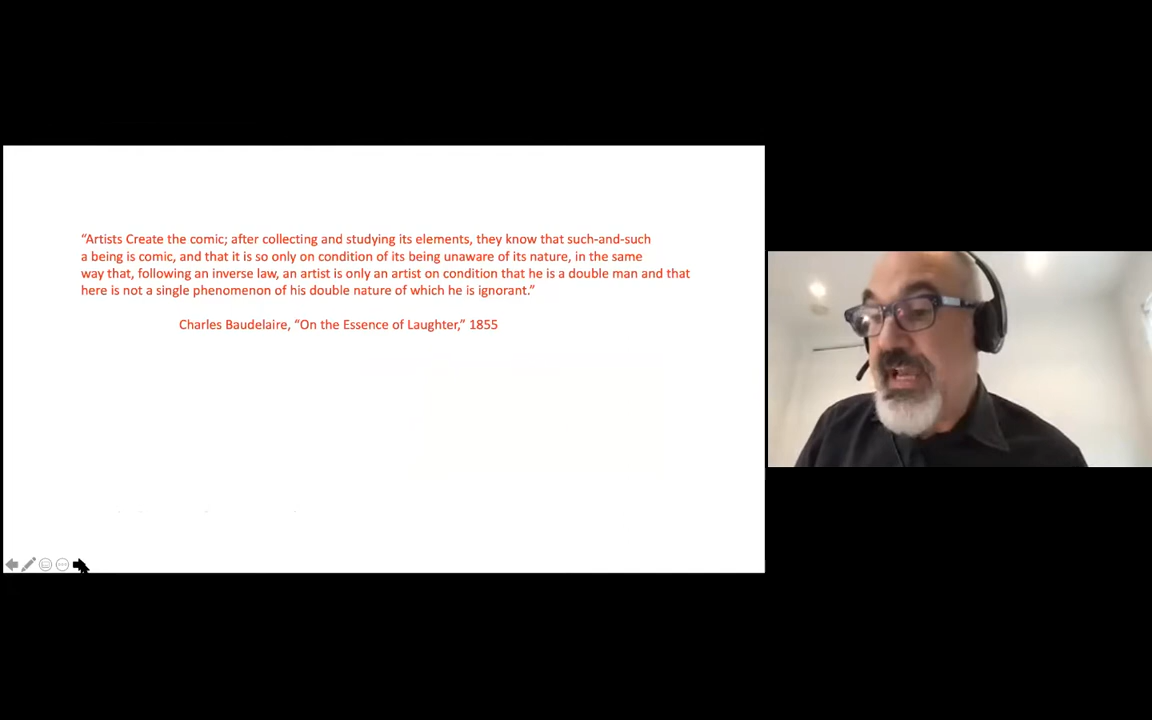 “Artists Create the comic; after collecting and studying its elements, they know that such-and-such
a being is comic, and that it is so only on condition of its being unaware of its nature, in the same
way that, following an inverse law, an artist is only an artist on condition that he is a double man and that
here is not a single phenomenon of his double nature of which he is ignorant.”
Charles Baudelaire, “On the Essence of Laughter,” 1855